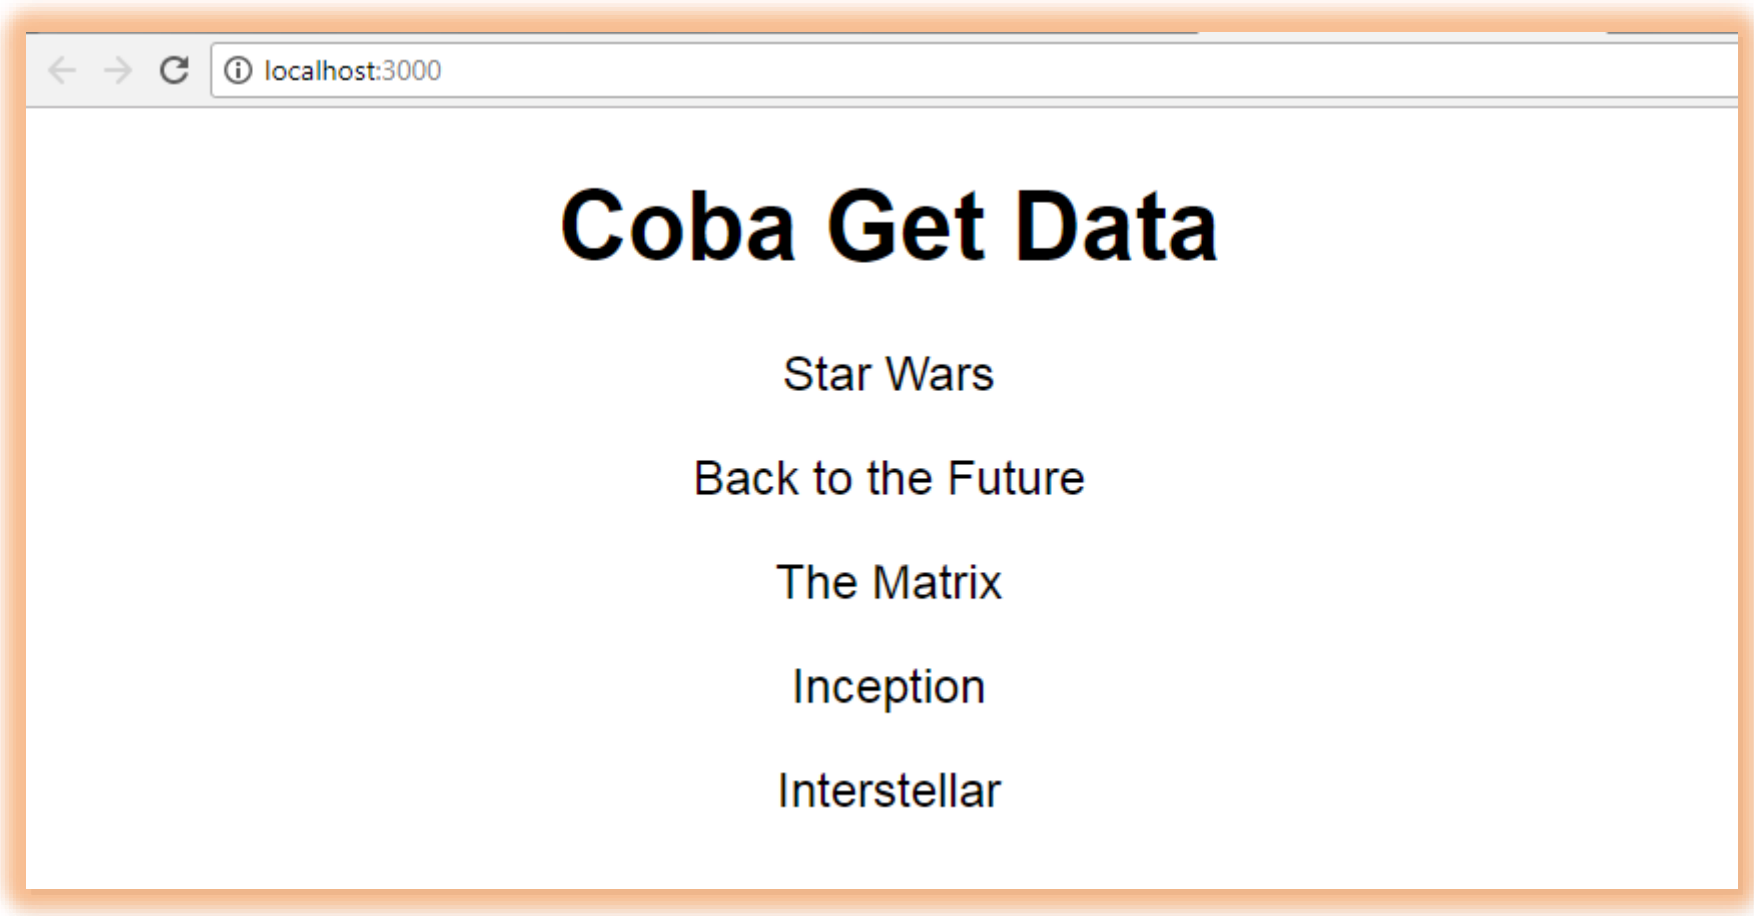 localhost:3000
Coba Get Data
Star Wars
Back to the Future
The Matrix
Inception
Interstellar